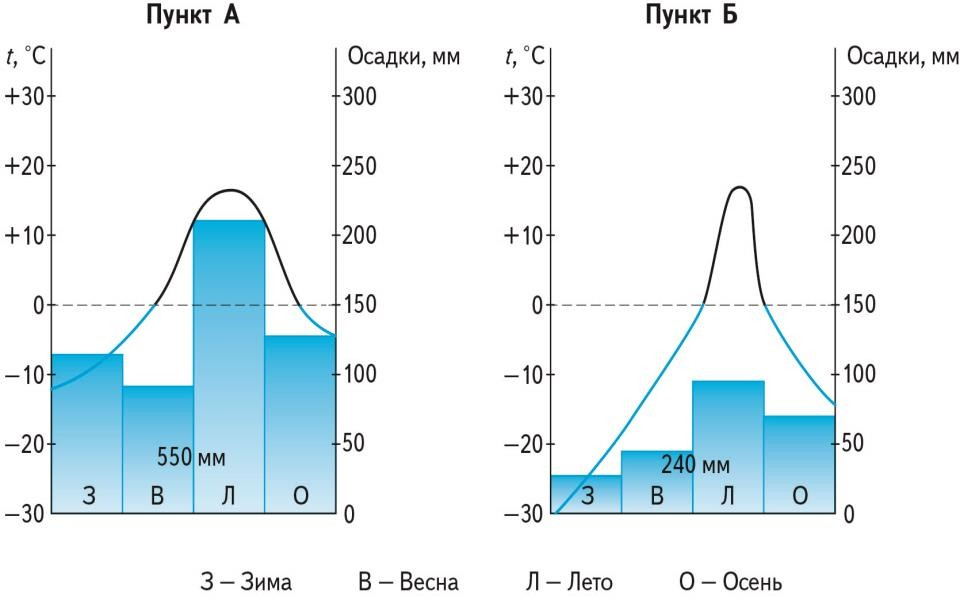 Пункт А
t, °C
Осадки, мм
+30
+20
+10
0
–10
–20
–30
300
250
200
150
100
50
0
550 мм
З В Л О
Пункт Б
t, °C
Осадки, мм
+30
+20
+10
0
–10
–20
–30
300
250
200
150
100
50
0
240 мм
З В Л О
З – Зима В – Весна Л – Лето О – Осень